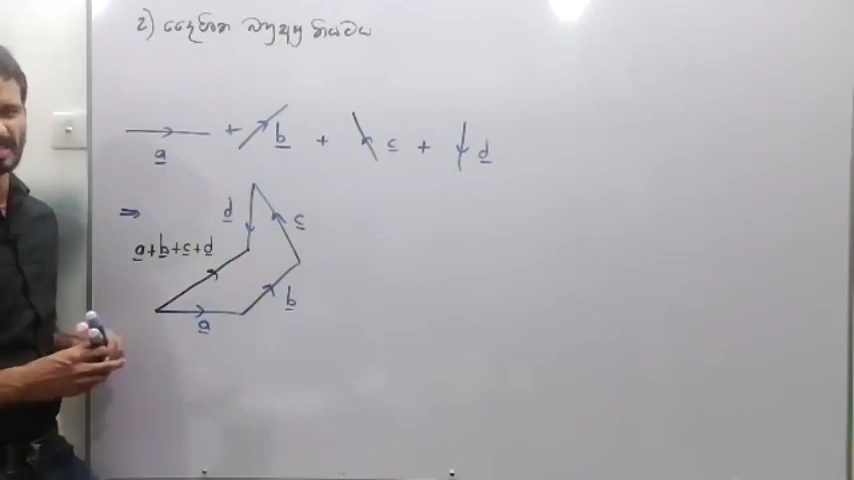 2) දෛශික බහුඅස්‍ර නියමය
a + b + c + d
⇒
d c
a+b+c+d
b
a